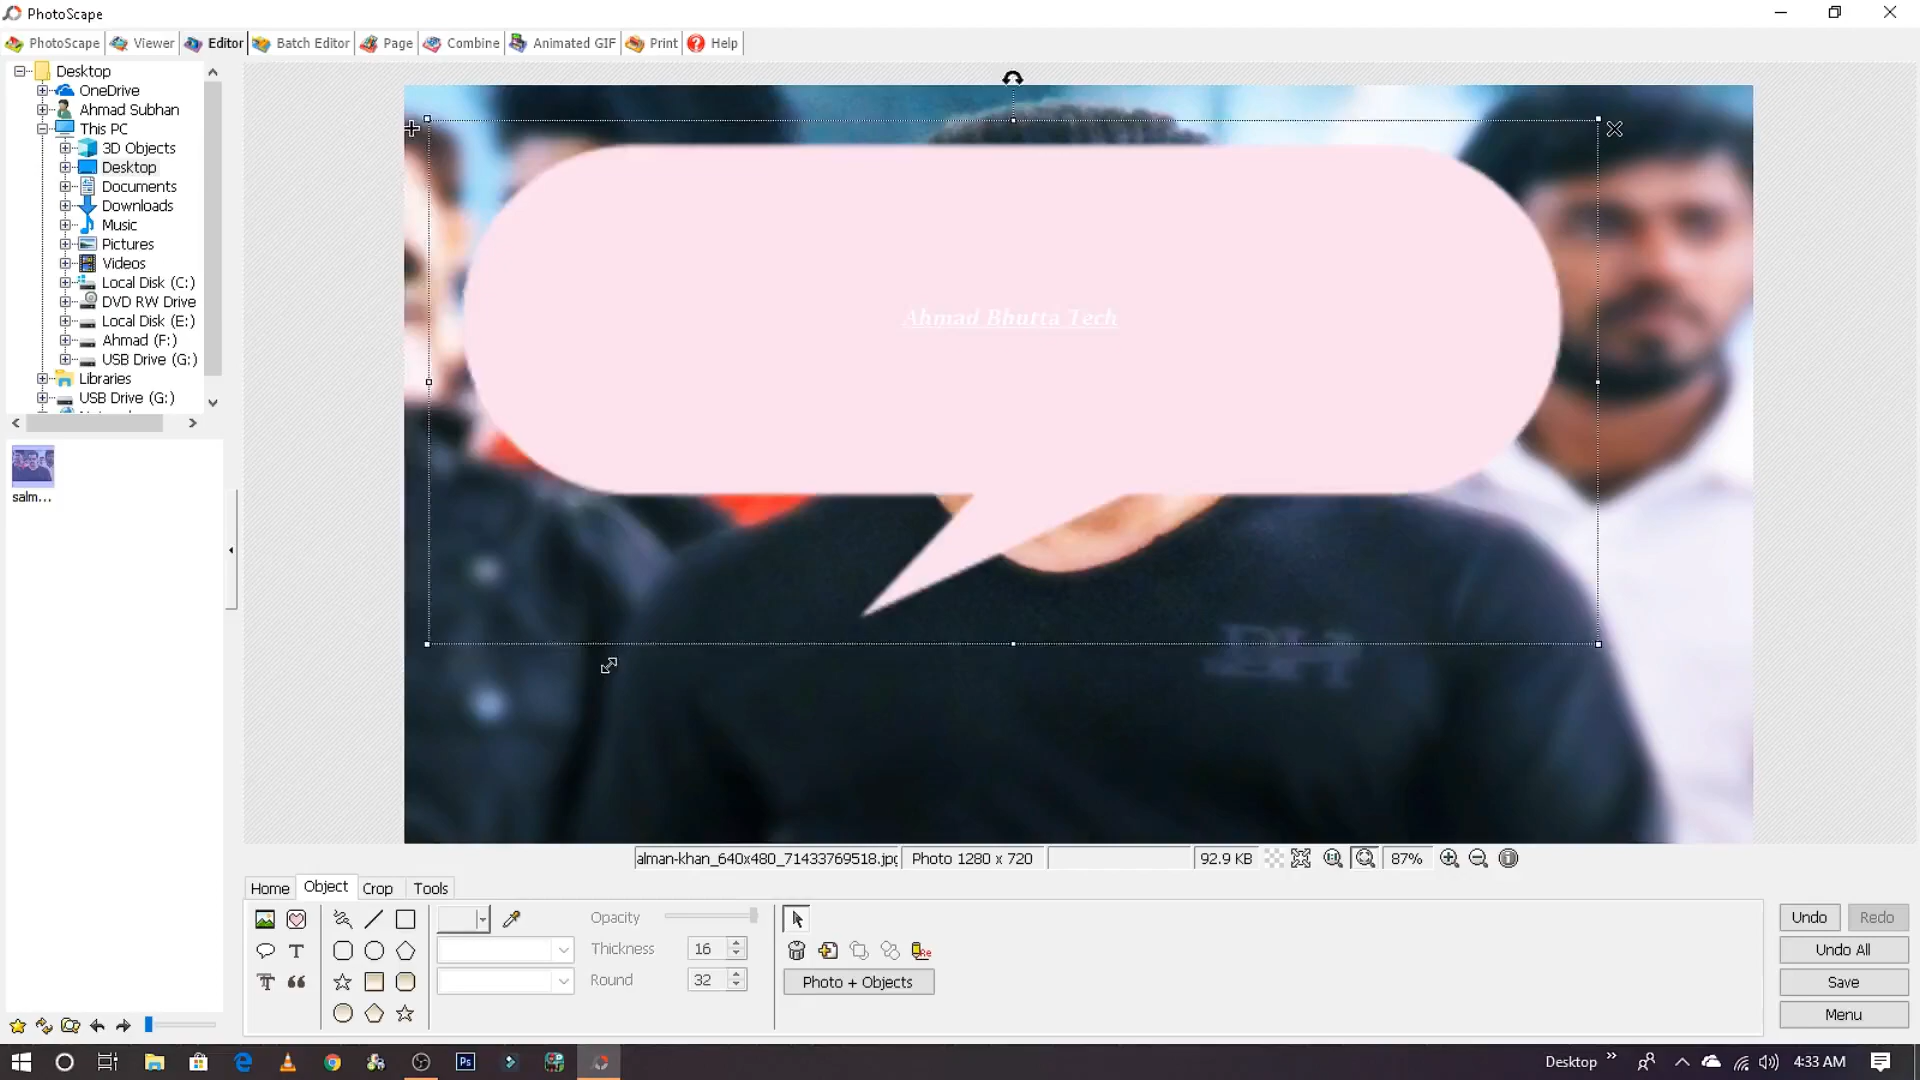 PhotoScape
PhotoScape Viewer Editor Batch Editor Page Combine Animated GIF Print Help
Desktop
OneDrive
Ahmad Subhan
This PC
3D Objects
Desktop
Documents
Downloads
Music
Pictures
Videos
Local Disk (C:)
DVD RW Drive
Local Disk (E:)
Ahmad (F:)
USB Drive (G:)
Libraries
USB Drive (G:)
salm...
Ahmad Bhutta Tech
alman-khan_640x480_71433769518.jpg Photo 1280 x 720 92.9 KB 87%
Home Object Crop Tools
Opacity
Thickness 16
Round 32
Photo + Objects
Undo Redo
Undo All
Save
Menu
Desktop 4:33 AM